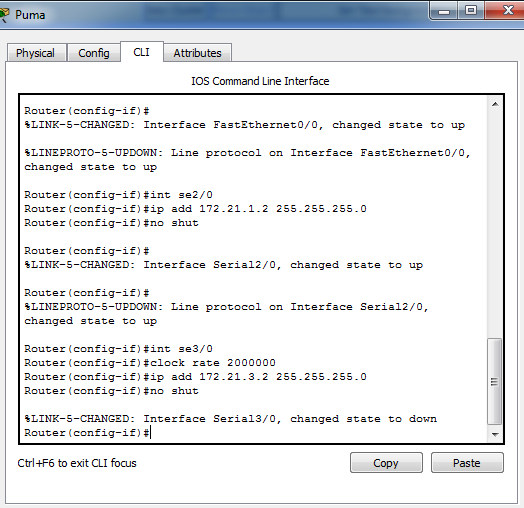 Puma
Physical Config CLI Attributes
IOS Command Line Interface
Router(config-if)#
%LINK-5-CHANGED: Interface FastEthernet0/0, changed state to up
%LINEPROTO-5-UPDOWN: Line protocol on Interface FastEthernet0/0,
changed state to up
Router(config-if)#int se2/0
Router(config-if)#ip add 172.21.1.2 255.255.255.0
Router(config-if)#no shut
Router(config-if)#
%LINK-5-CHANGED: Interface Serial2/0, changed state to up
Router(config-if)#
%LINEPROTO-5-UPDOWN: Line protocol on Interface Serial2/0,
changed state to up
Router(config-if)#int se3/0
Router(config-if)#clock rate 2000000
Router(config-if)#ip add 172.21.3.2 255.255.255.0
Router(config-if)#no shut
%LINK-5-CHANGED: Interface Serial3/0, changed state to down
Router(config-if)#
Ctrl+F6 to exit CLI focus
Copy Paste